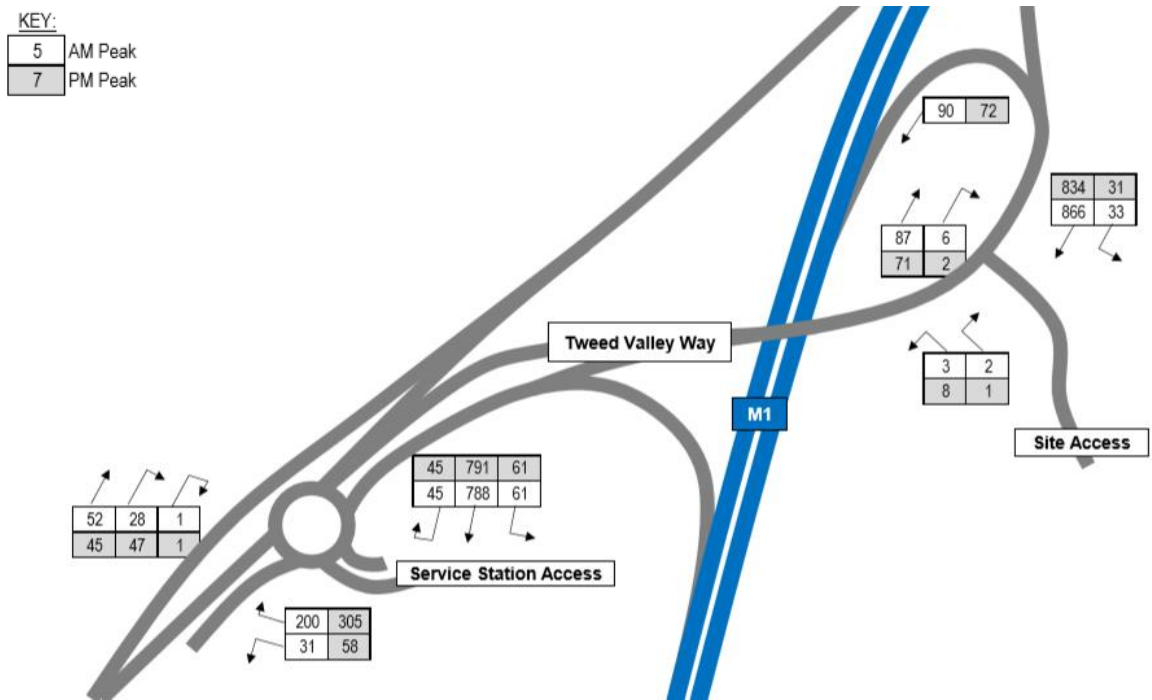 KEY:
5 AM Peak
7 PM Peak
90 72
834 31
866 33
87 6
71 2
Tweed Valley Way
3 2
8 1
M1
Site Access
45 791 61
45 788 61
52 28 1
45 47 1
Service Station Access
200 305
31 58